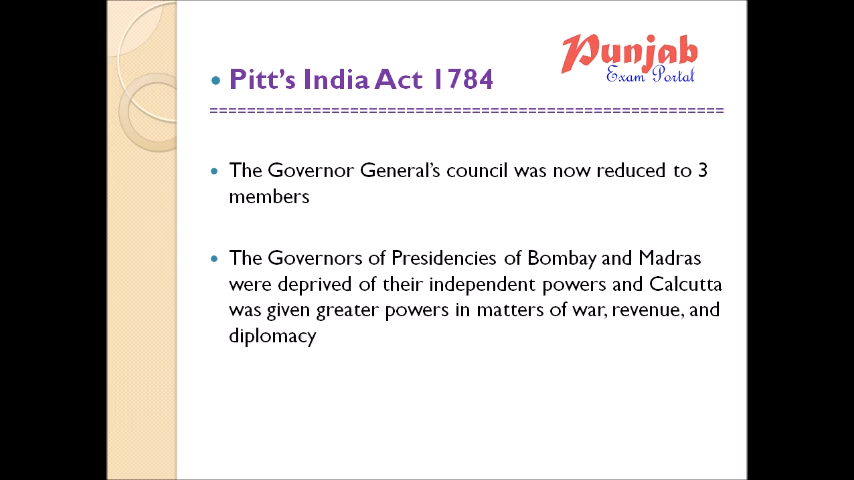 Punjab
Exam Portal
• Pitt's India Act 1784
=======================================================
• The Governor General's council was now reduced to 3
members
• The Governors of Presidencies of Bombay and Madras
were deprived of their independent powers and Calcutta
was given greater powers in matters of war, revenue, and
diplomacy